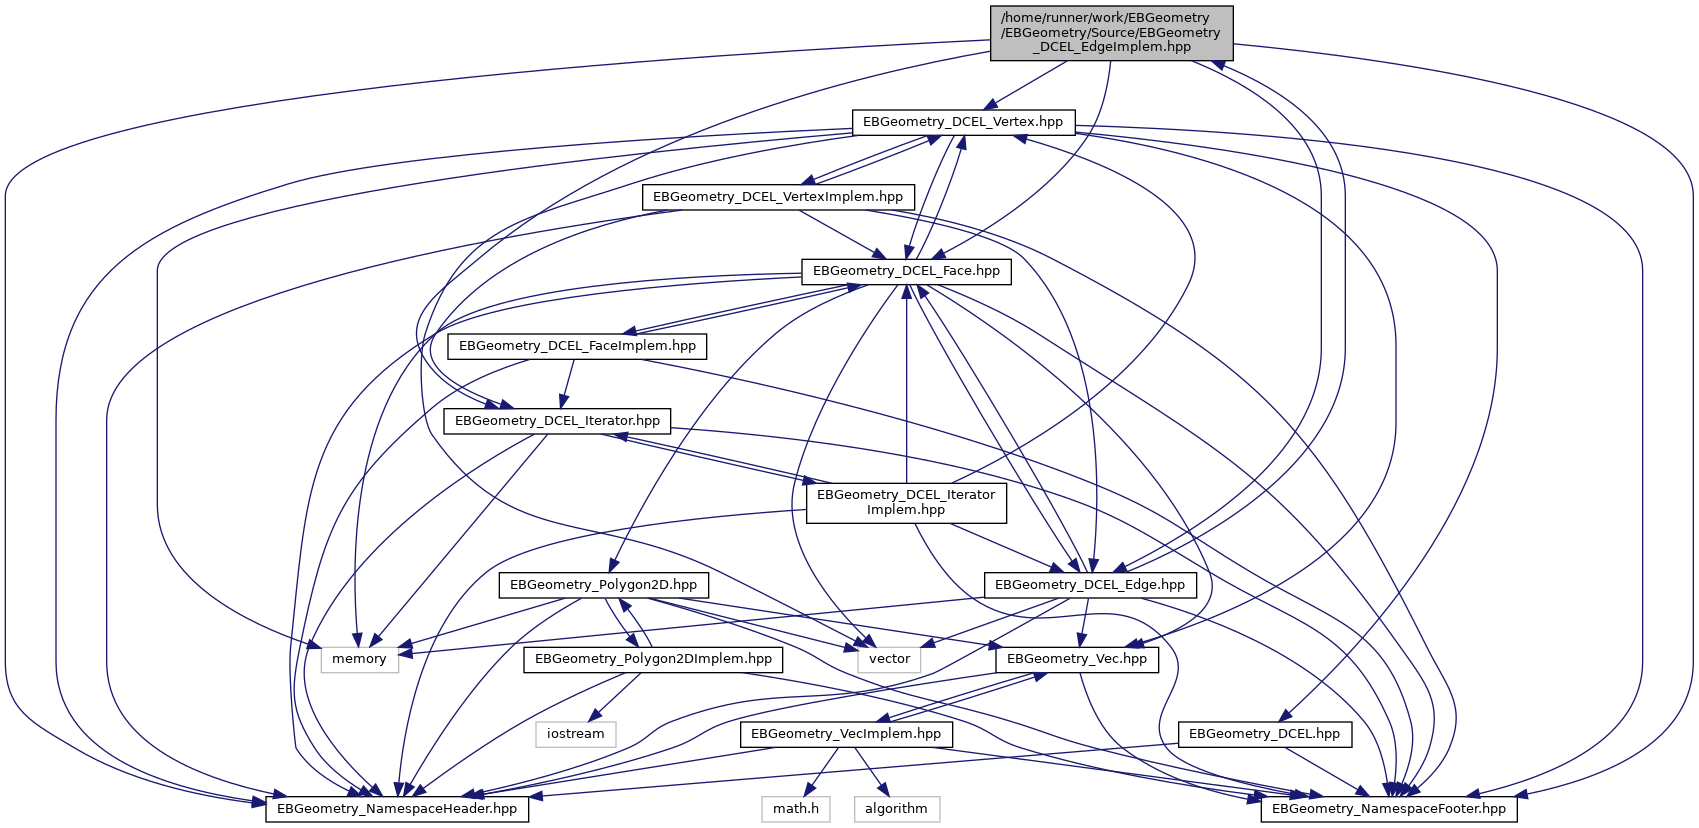 /home/runner/work/EBGeometry
/EBGeometry/Source/EBGeometry
_DCEL_EdgeImplem.hpp
EBGeometry_DCEL_Vertex.hpp
EBGeometry_DCEL_VertexImplem.hpp
EBGeometry_DCEL_Face.hpp
EBGeometry_DCEL_FaceImplem.hpp
EBGeometry_DCEL_Iterator.hpp
EBGeometry_DCEL_Iterator
Implem.hpp
EBGeometry_Polygon2D.hpp
EBGeometry_DCEL_Edge.hpp
memory
EBGeometry_Polygon2DImplem.hpp
vector
EBGeometry_Vec.hpp
iostream
EBGeometry_VecImplem.hpp
EBGeometry_DCEL.hpp
EBGeometry_NamespaceHeader.hpp
math.h
algorithm
EBGeometry_NamespaceFooter.hpp